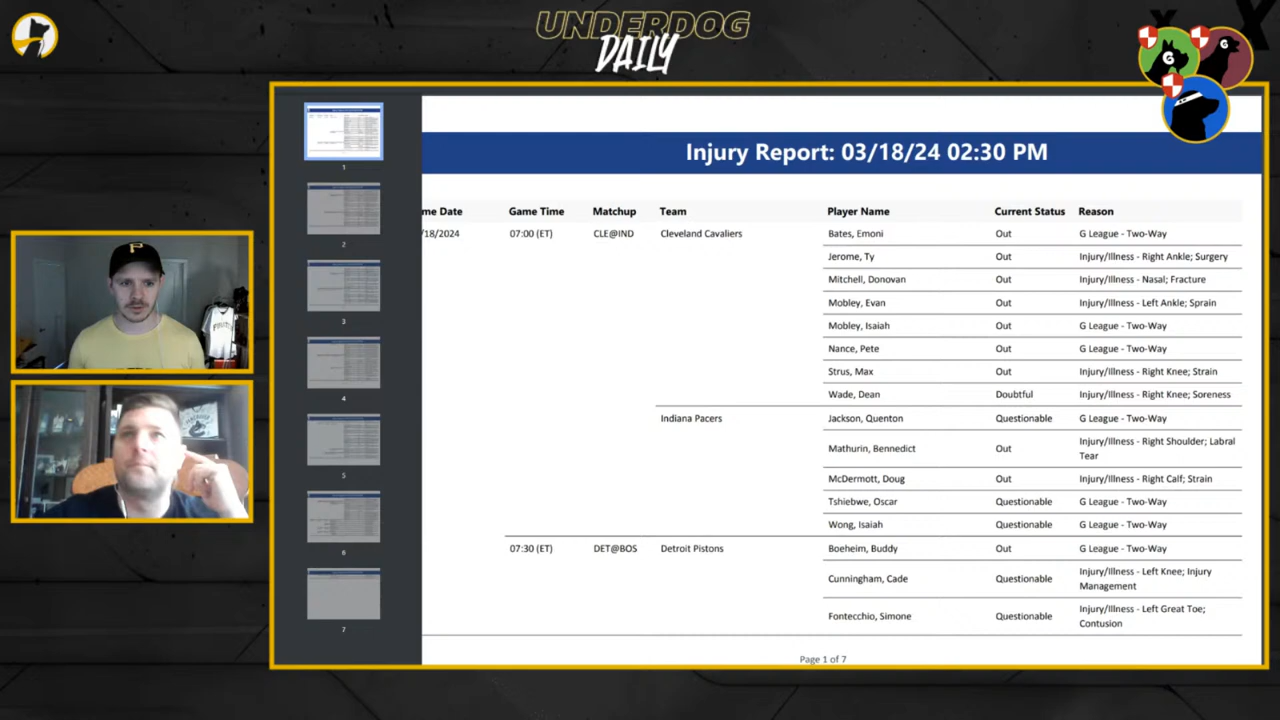 UNDERDOG
DAILY
Injury Report: 03/18/24 02:30 PM
me Date Game Time Matchup Team Player Name Current Status Reason
/18/2024 07:00 (ET) CLE@IND Cleveland Cavaliers Bates, Emoni Out G League - Two-Way
Jerome, Ty Out Injury/Illness - Right Ankle; Surgery
Mitchell, Donovan Out Injury/Illness - Nasal; Fracture
Mobley, Evan Out Injury/Illness - Left Ankle; Sprain
Mobley, Isaiah Out G League - Two-Way
Nance, Pete Out G League - Two-Way
Strus, Max Out Injury/Illness - Right Knee; Strain
Wade, Dean Doubtful Injury/Illness - Right Knee; Soreness
Indiana Pacers Jackson, Quenton Questionable G League - Two-Way
Mathurin, Bennedict Out Injury/Illness - Right Shoulder; Labral
Tear
McDermott, Doug Out Injury/Illness - Right Calf; Strain
Tshiebwe, Oscar Questionable G League - Two-Way
Wong, Isaiah Questionable G League - Two-Way
07:30 (ET) DET@BOS Detroit Pistons Boeheim, Buddy Out G League - Two-Way
Cunningham, Cade Questionable Injury/Illness - Left Knee; Injury
Management
Fontecchio, Simone Questionable Injury/Illness - Left Great Toe;
Contusion
Page 1 of 7
1
2
3
4
5
6
7
P
G
G